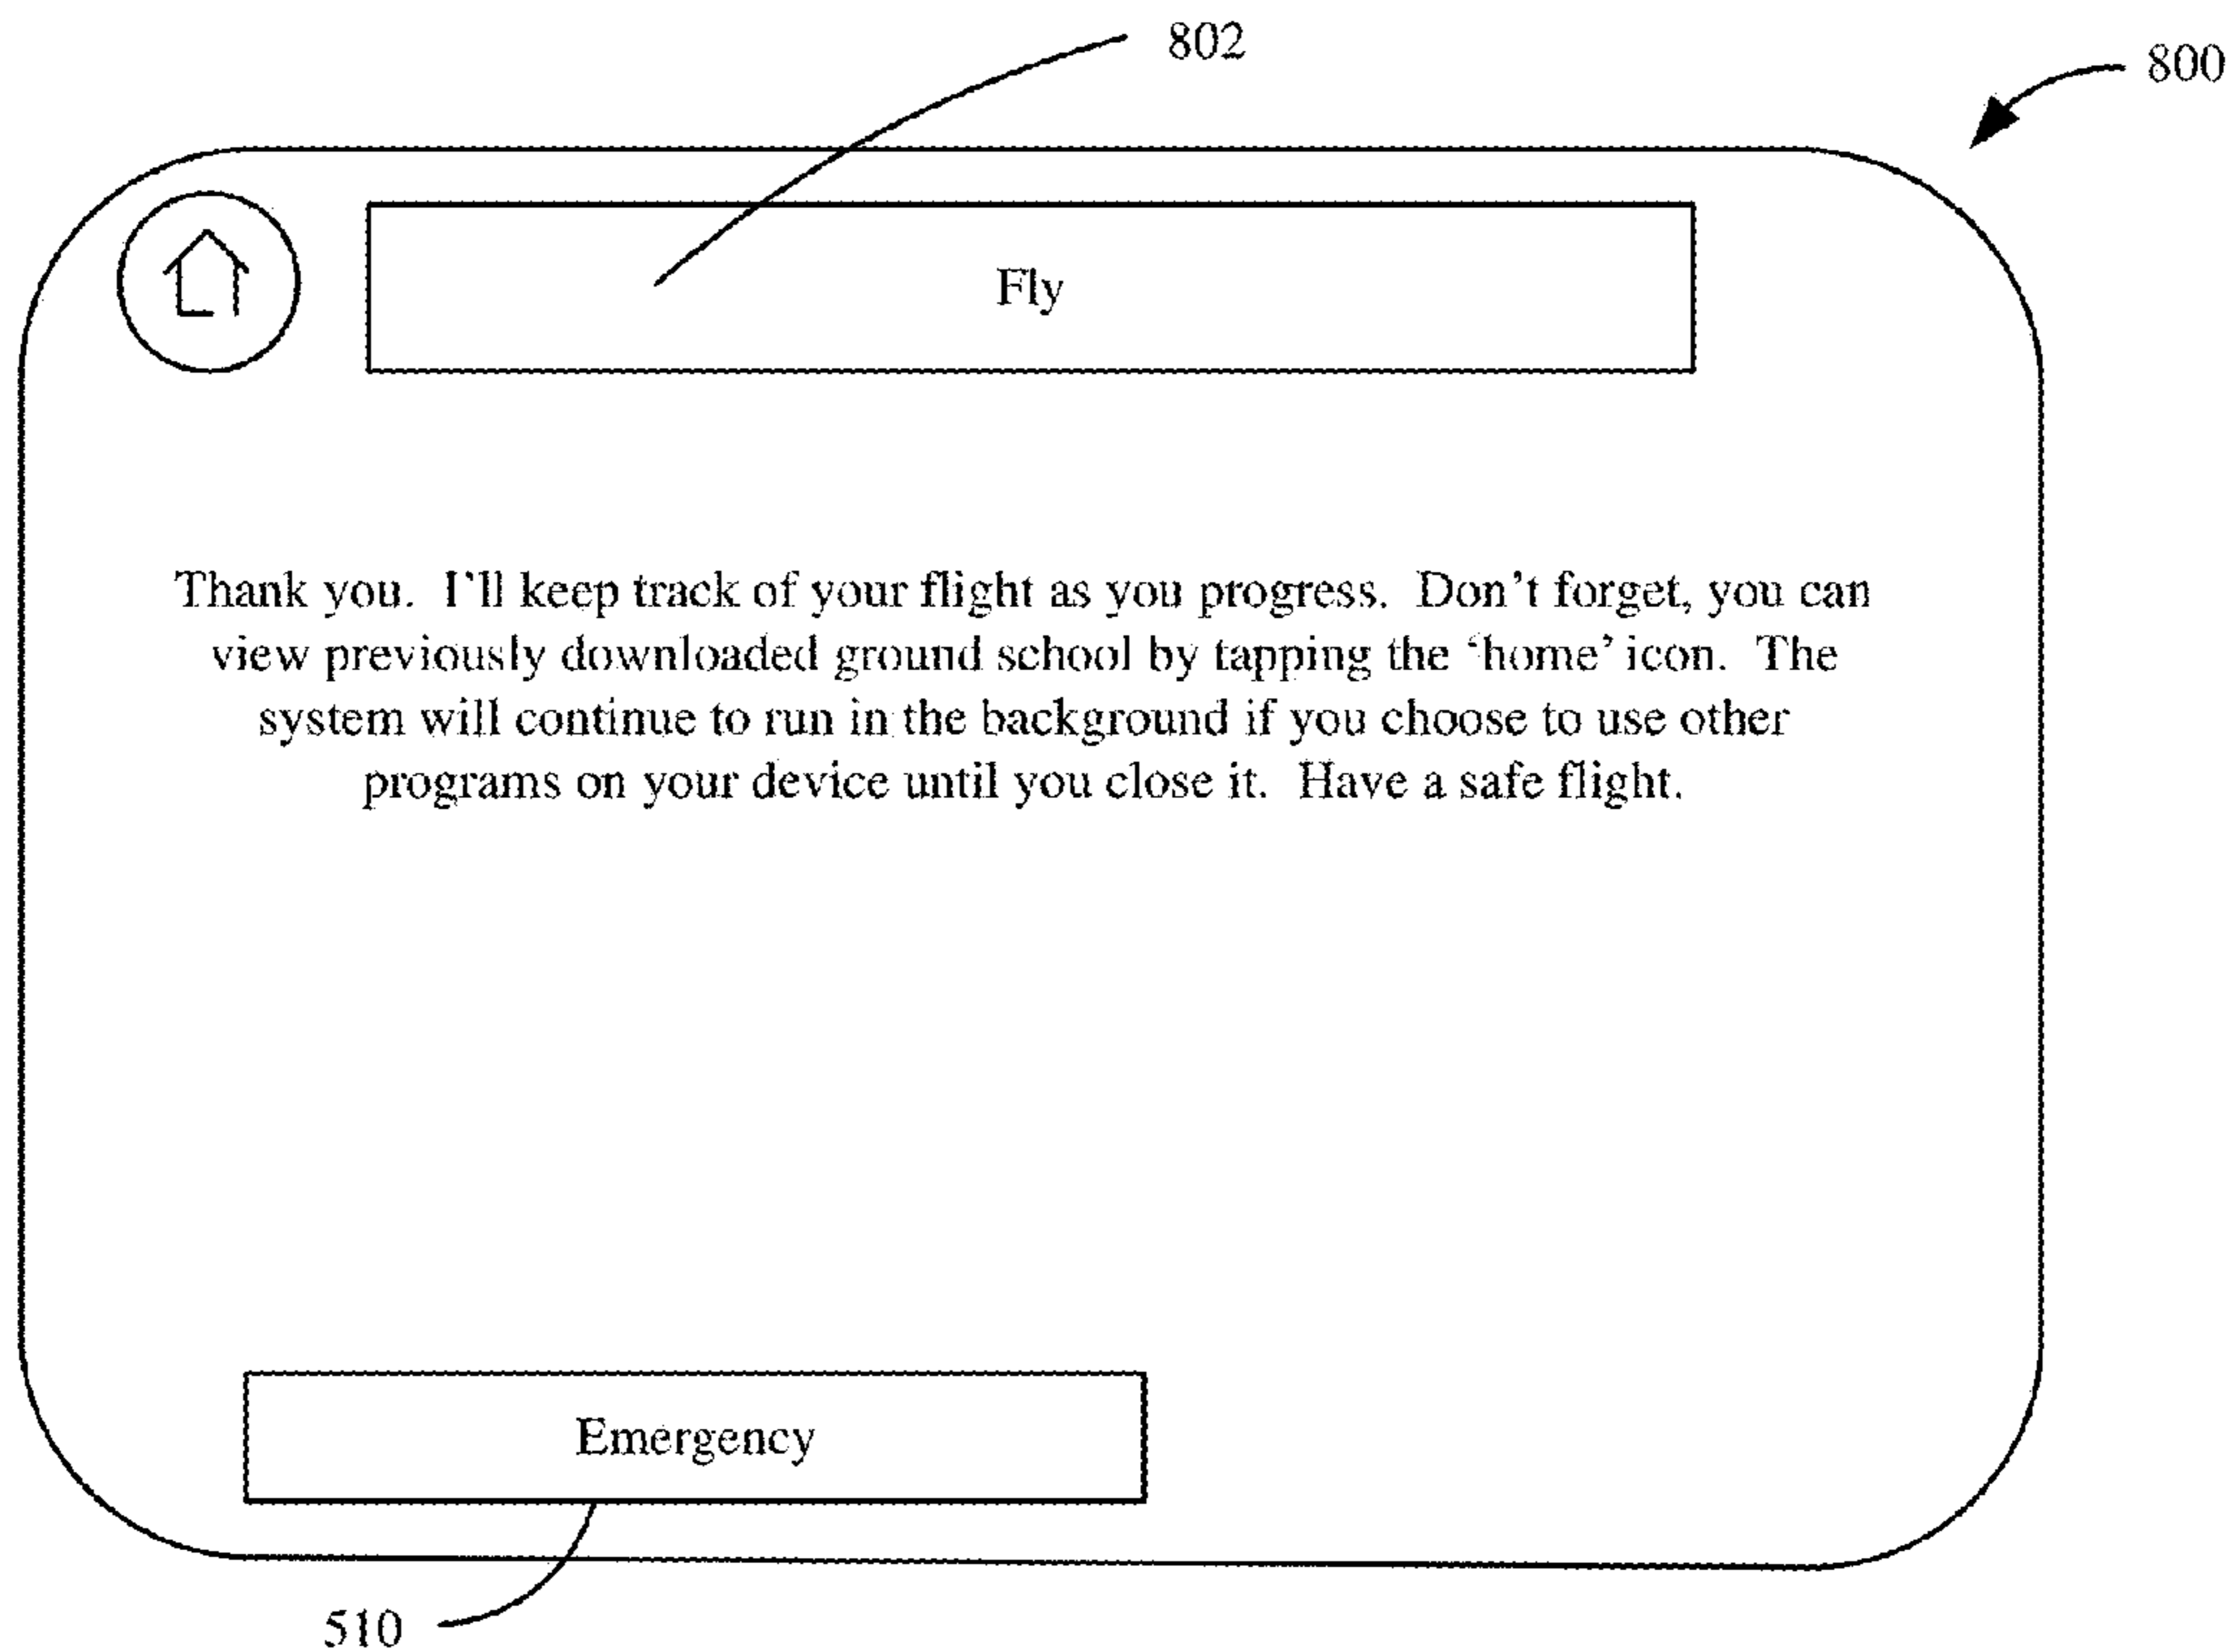 802
800
Fly
Thank you.  I'll keep track of your flight as you progress.  Don't forget, you can
view previously downloaded ground school by tapping the 'home' icon.  The
system will continue to run in the background if you choose to use other
programs on your device until you close it.  Have a safe flight.
Emergency
510